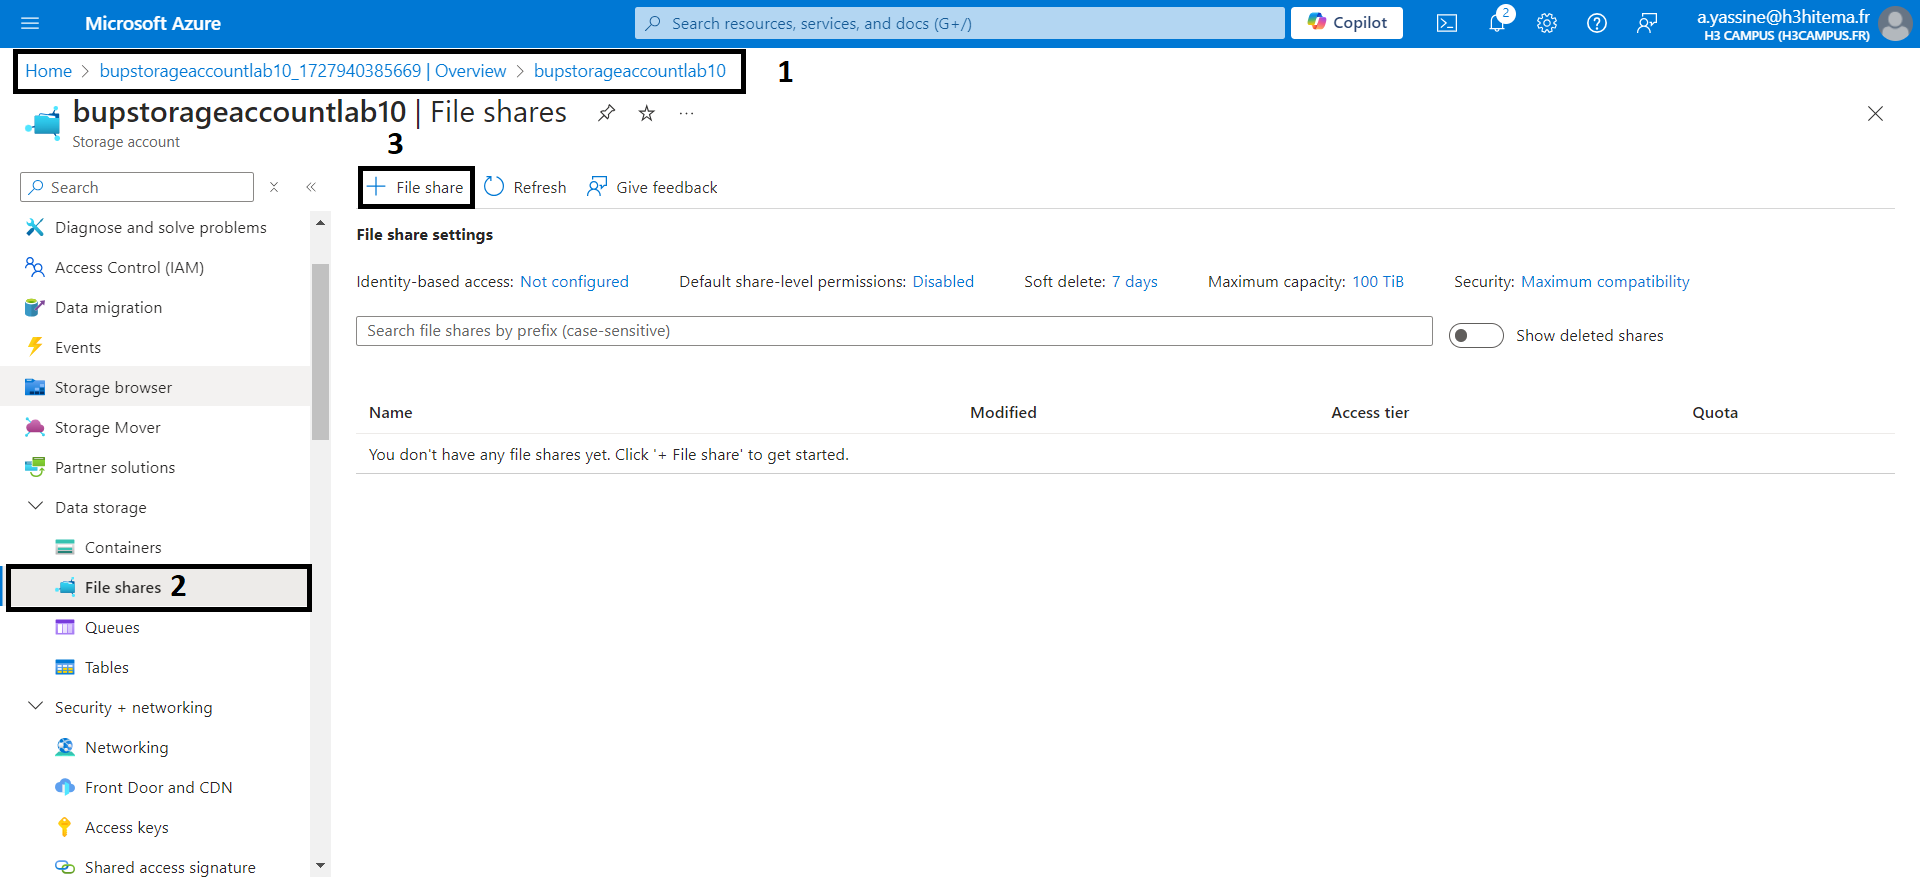 Microsoft Azure
Search resources, services, and docs (G+/)
Copilot
2
a.yassine@h3hitema.fr
H3 CAMPUS (H3CAMPUS.FR)
Home > bupstorageaccountlab10_1727940385669 | Overview > bupstorageaccountlab10
1
bupstorageaccountlab10 | File shares
Storage account
3
Search
+ File share
Refresh
Give feedback
Diagnose and solve problems
Access Control (IAM)
Data migration
Events
Storage browser
Storage Mover
Partner solutions
Data storage
Containers
File shares 2
Queues
Tables
Security + networking
Networking
Front Door and CDN
Access keys
Shared access signature
File share settings
Identity-based access: Not configured
Default share-level permissions: Disabled
Soft delete: 7 days
Maximum capacity: 100 TiB
Security: Maximum compatibility
Search file shares by prefix (case-sensitive)
Show deleted shares
Name Modified Access tier Quota
You don't have any file shares yet. Click '+ File share' to get started.